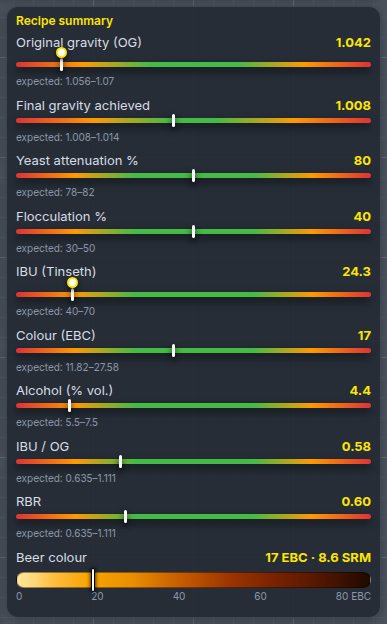 Recipe summary
Original gravity (OG) 1.042
expected: 1.056–1.07
Final gravity achieved 1.008
expected: 1.008–1.014
Yeast attenuation % 80
expected: 78–82
Flocculation % 40
expected: 30–50
IBU (Tinseth) 24.3
expected: 40–70
Colour (EBC) 17
expected: 11.82–27.58
Alcohol (% vol.) 4.4
expected: 5.5–7.5
IBU / OG 0.58
expected: 0.635–1.111
RBR 0.60
expected: 0.635–1.111
Beer colour 17 EBC · 8.6 SRM
0 20 40 60 80 EBC